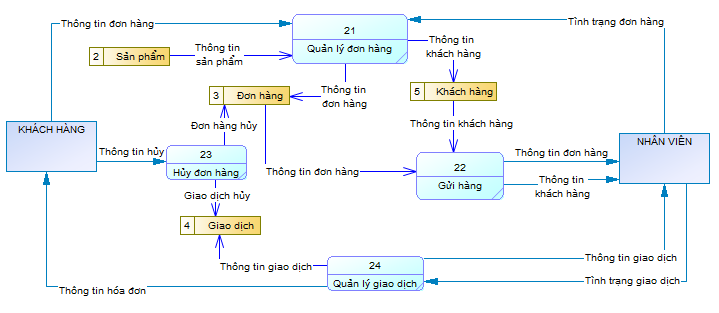 Thông tin đơn hàng
21
Quản lý đơn hàng
Tình trạng đơn hàng
2 Sản phẩm
Thông tin
sản phẩm
Thông tin
khách hàng
3 Đơn hàng
Thông tin
đơn hàng
5 Khách hàng
KHÁCH HÀNG
Đơn hàng hủy
Thông tin khách hàng
NHÂN VIÊN
Thông tin hủy
23
Hủy đơn hàng
Thông tin đơn hàng
22
Gửi hàng
Thông tin đơn hàng
Thông tin
khách hàng
Giao dịch hủy
4 Giao dịch
Thông tin giao dịch
24
Quản lý giao dịch
Thông tin giao dịch
Tình trạng giao dịch
Thông tin hóa đơn